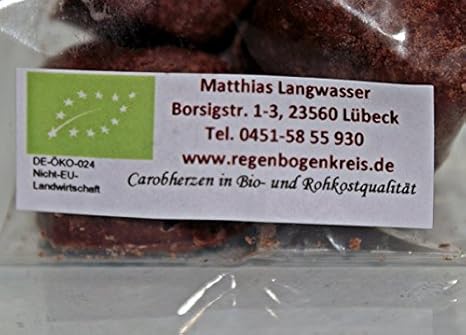 Matthias Langwasser
Borsigstr. 1-3, 23560 Lübeck
Tel. 0451-58 55 930
www.regenbogenkreis.de
Carobherzen in Bio- und Rohkostqualität
DE-ÖKO-024
Nicht-EU-
Landwirtschaft